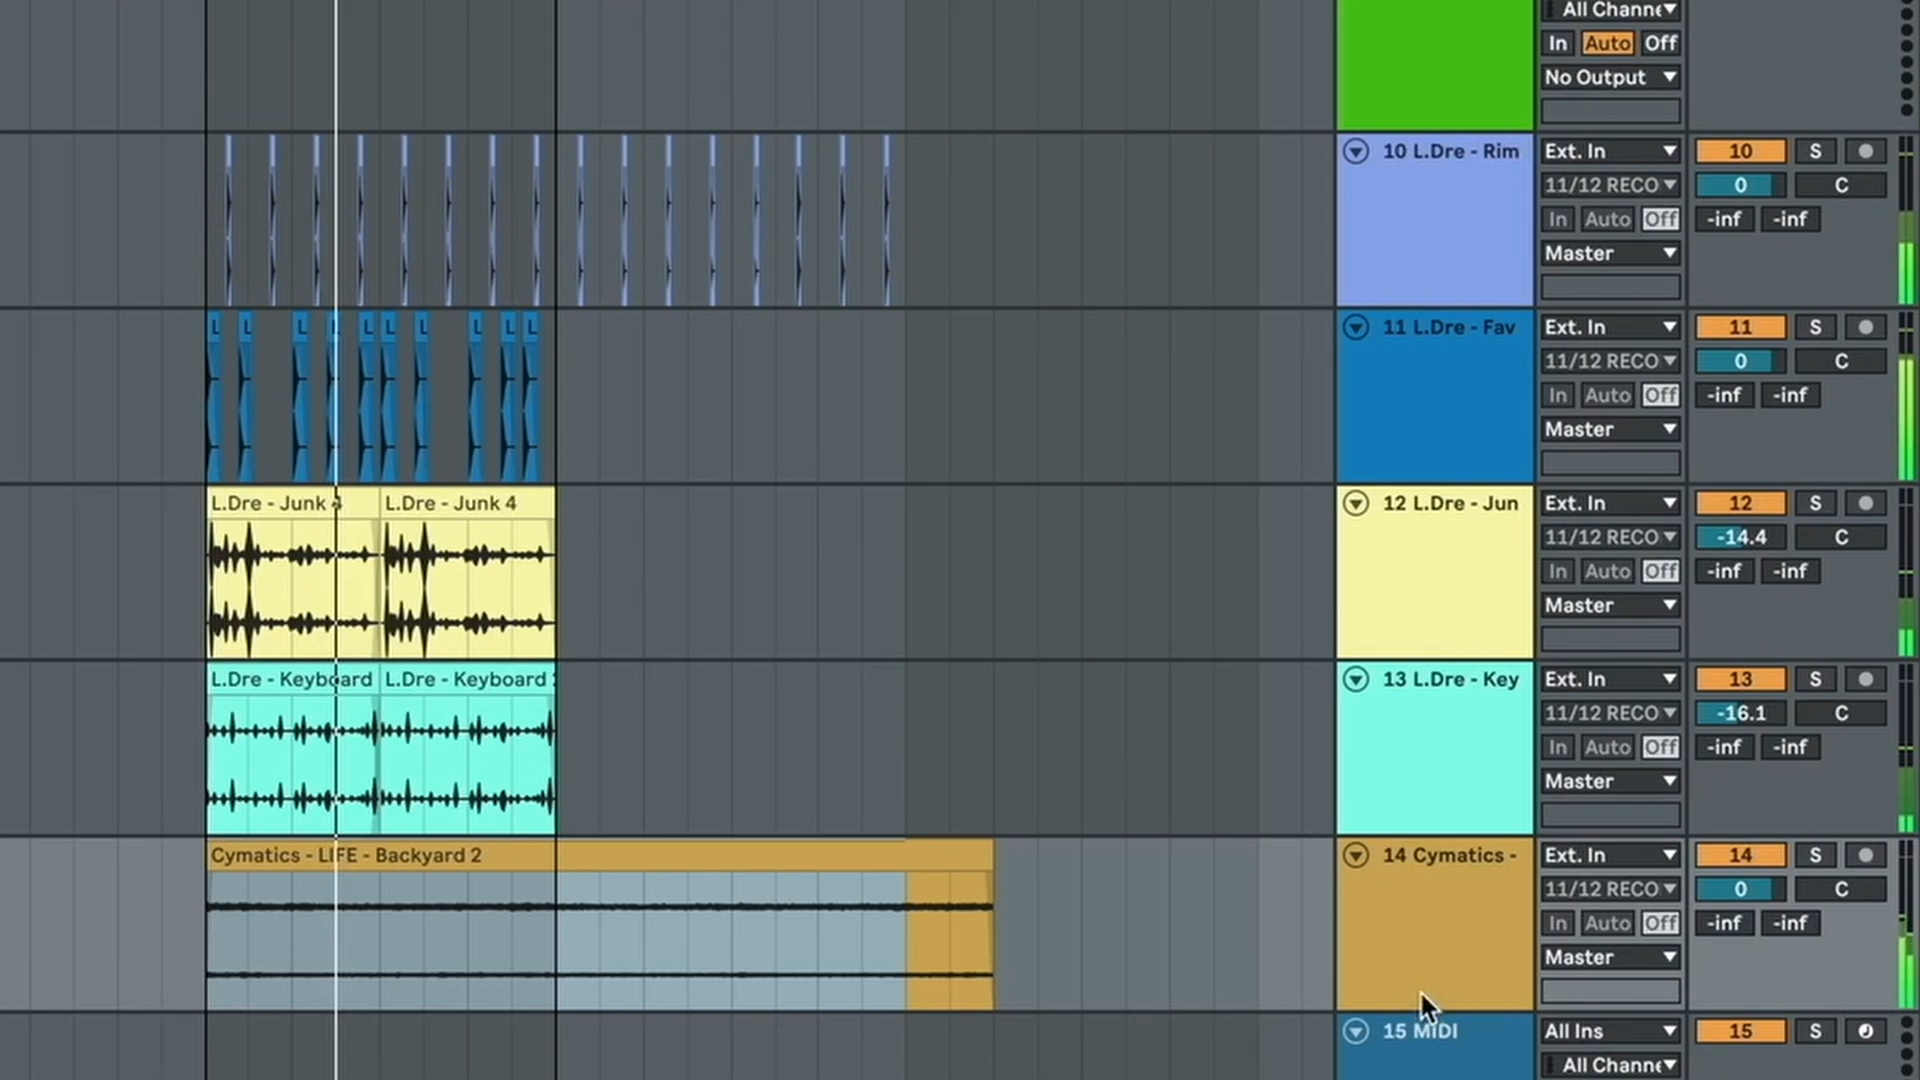 All Channe
In Auto Off
No Output
10 L.Dre - Rim Ext. In 10 S
11/12 RECO 0 C
In Auto Off -inf -inf
Master
L L L L L L L L L L 11 L.Dre - Fav Ext. In 11 S
11/12 RECO 0 C
In Auto Off -inf -inf
Master
L.Dre - Junk 4 L.Dre - Junk 4 12 L.Dre - Jun Ext. In 12 S
11/12 RECO -14.4 C
In Auto Off -inf -inf
Master
L.Dre - Keyboard L.Dre - Keyboard 13 L.Dre - Key Ext. In 13 S
11/12 RECO -16.1 C
In Auto Off -inf -inf
Master
Cymatics - LIFE - Backyard 2 14 Cymatics - Ext. In 14 S
11/12 RECO 0 C
In Auto Off -inf -inf
Master
15 MIDI All Ins 15 S
All Channe